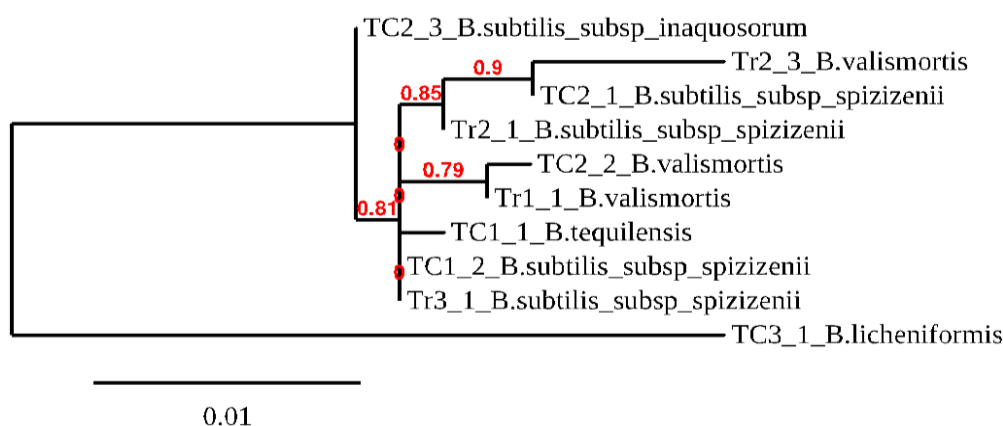 TC2_3_B.subtilis_subsp_inaquosorum
0.9
Tr2_3_B.valismortis
0.85
TC2_1_B.subtilis_subsp_spizizenii
Tr2_1_B.subtilis_subsp_spizizenii
0
TC2_2_B.valismortis
0.79
Tr1_1_B.valismortis
0
0.81
TC1_1_B.tequilensis
TC1_2_B.subtilis_subsp_spizizenii
0
Tr3_1_B.subtilis_subsp_spizizenii
TC3_1_B.licheniformis
0.01